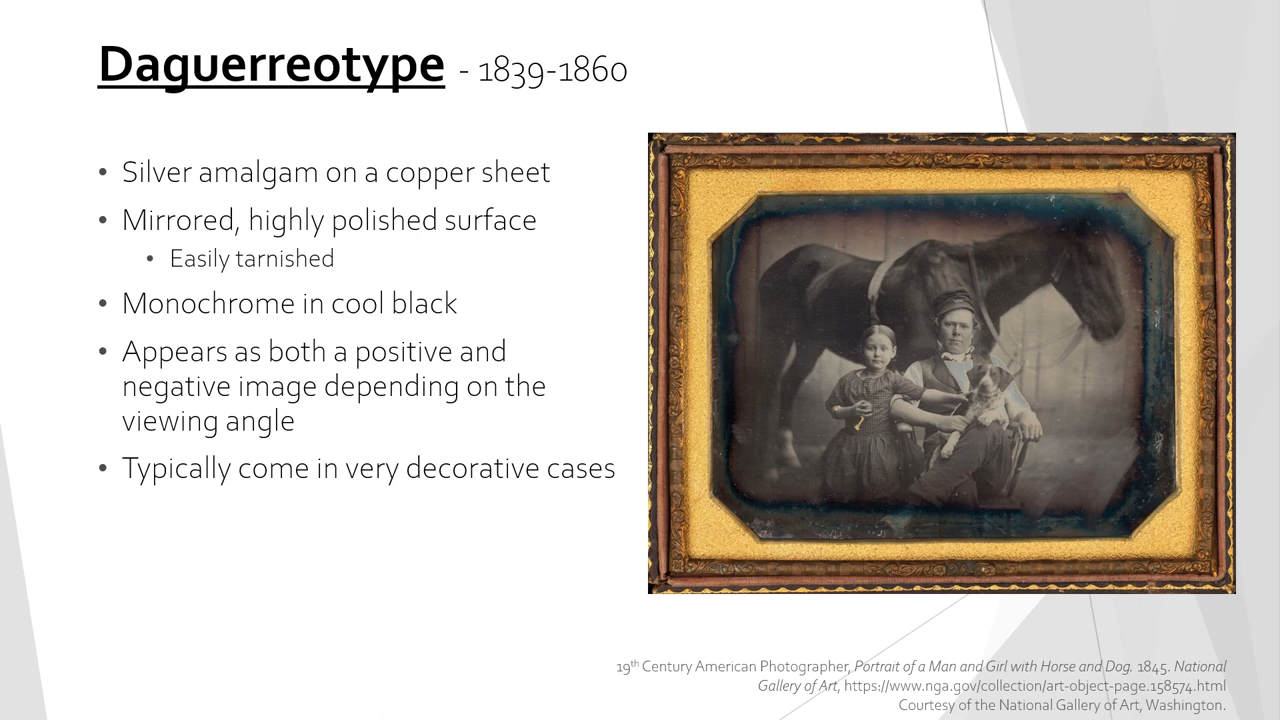 Daguerreotype - 1839-1860
• Silver amalgam on a copper sheet
• Mirrored, highly polished surface
• Easily tarnished
• Monochrome in cool black
• Appears as both a positive and
negative image depending on the
viewing angle
• Typically come in very decorative cases
19th Century American Photographer, Portrait of a Man and Girl with Horse and Dog. 1845. National
Gallery of Art, https://www.nga.gov/collection/art-object-page.158574.html
Courtesy of the National Gallery of Art, Washington.